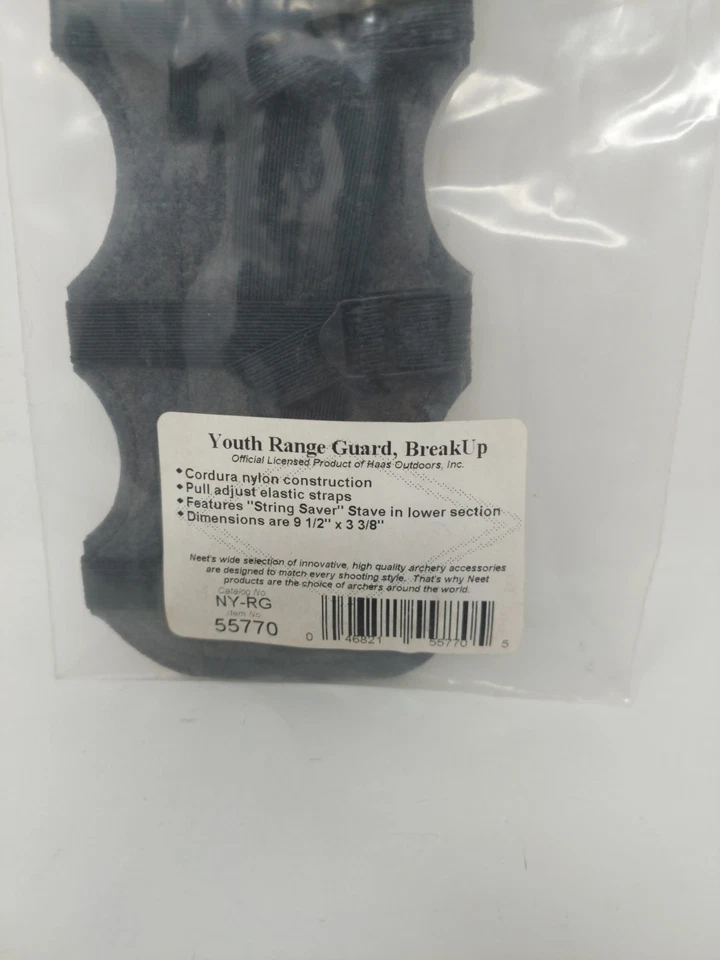 Youth Range Guard, BreakUp
Official Licensed Product of Haas Outdoors, Inc.
◆Cordura nylon construction
◆Pull adjust elastic straps
◆Features "String Saver" Stave in lower section
◆Dimensions are 9 1/2" x 3 3/8"
Neet's wide selection of innovative, high quality archery accessories
are designed to match every shooting style. That's why Neet
products are the choice of archers around the world.
Catalog No.
NY-RG
Item No.
55770
0 46821 55770 5